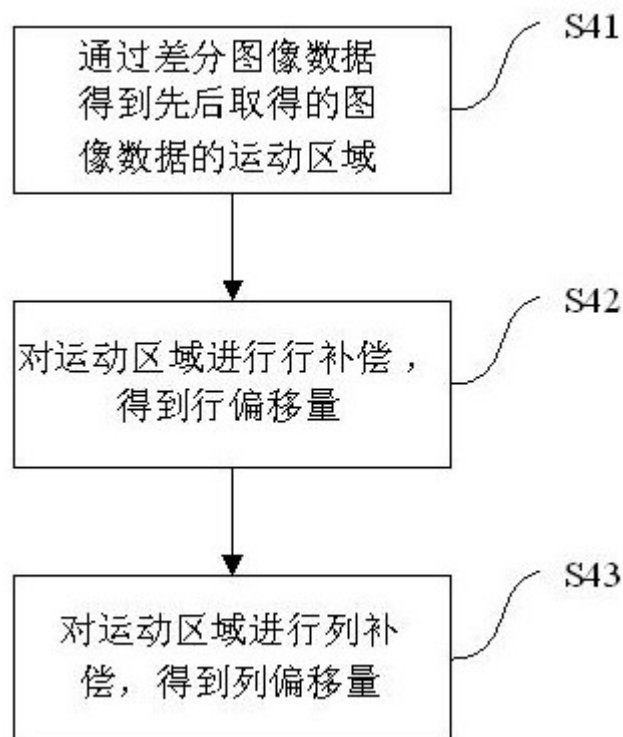 通过差分图像数据
得到先后取得的图
像数据的运动区域
S41
对运动区域进行行补偿，
得到行偏移量
S42
对运动区域进行列补
偿，得到列偏移量
S43